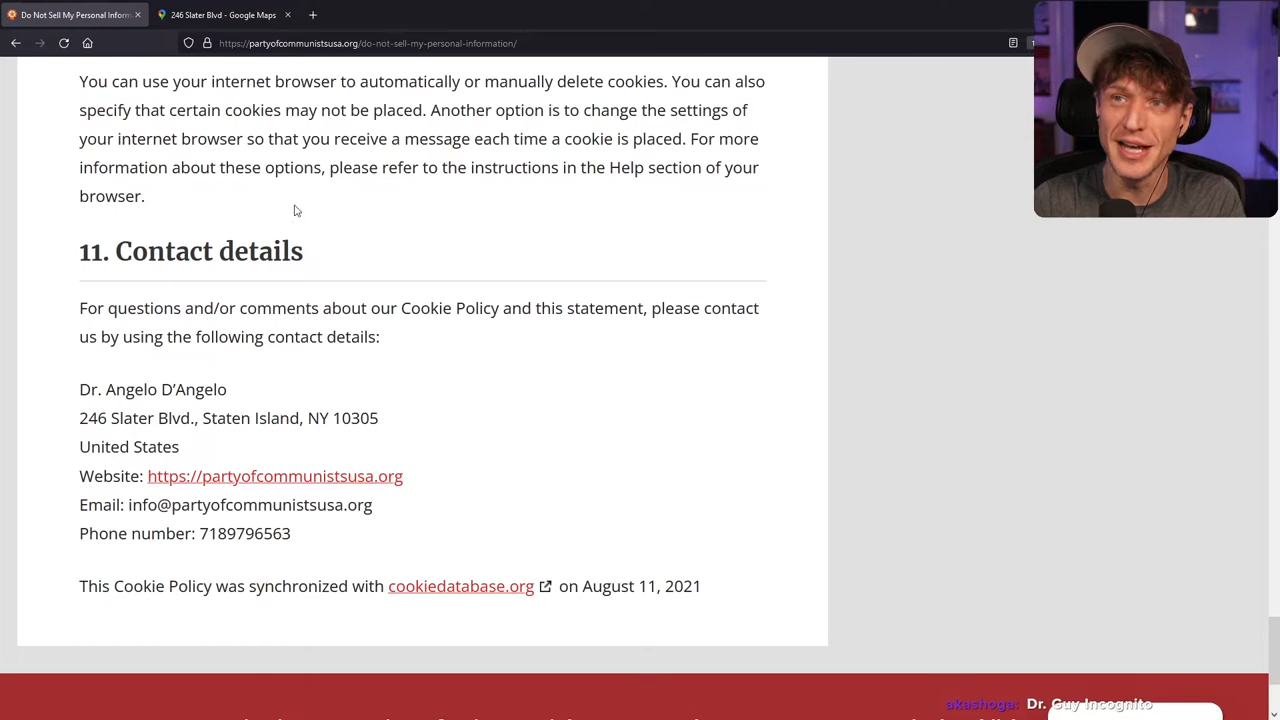 Do Not Sell My Personal Inform
246 Slater Blvd - Google Maps
https://partyofcommunistsusa.org/do-not-sell-my-personal-information/
You can use your internet browser to automatically or manually delete cookies. You can also
specify that certain cookies may not be placed. Another option is to change the settings of
your internet browser so that you receive a message each time a cookie is placed. For more
information about these options, please refer to the instructions in the Help section of your
browser.
11. Contact details
For questions and/or comments about our Cookie Policy and this statement, please contact
us by using the following contact details:
Dr. Angelo D’Angelo
246 Slater Blvd., Staten Island, NY 10305
United States
Website: https://partyofcommunistsusa.org
Email: info@partyofcommunistsusa.org
Phone number: 7189796563
This Cookie Policy was synchronized with cookiedatabase.org on August 11, 2021
akashoga: Dr. Guy Incognito